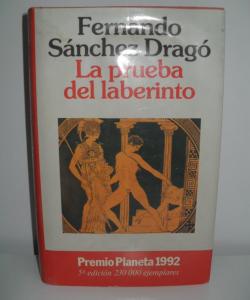 Fernando
Sánchez Dragó
La prueba
del laberinto
Premio Planeta 1992
5ª edición 230 000 ejemplares